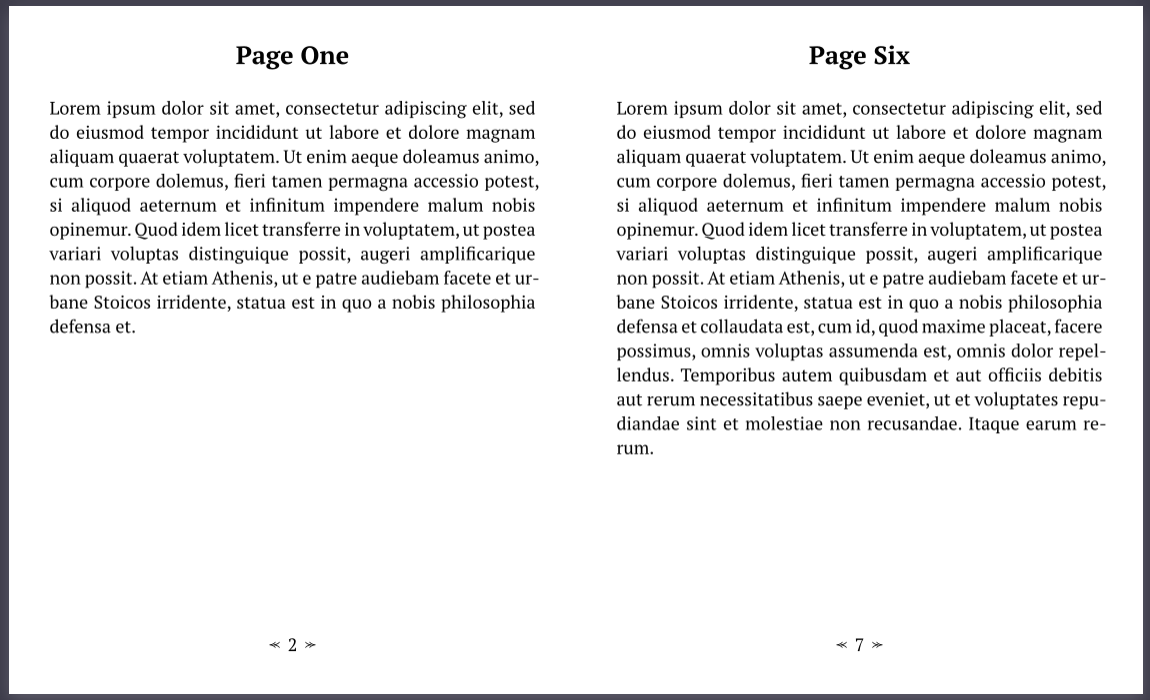 Page One
Lorem ipsum dolor sit amet, consectetur adipiscing elit, sed
do eiusmod tempor incididunt ut labore et dolore magnam
aliquam quaerat voluptatem. Ut enim aeque doleamus animo,
cum corpore dolemus, fieri tamen permagna accessio potest,
si aliquod aeternum et infinitum impendere malum nobis
opinemur. Quod idem licet transferre in voluptatem, ut postea
variari voluptas distinguique possit, augeri amplificarique
non possit. At etiam Athenis, ut e patre audiebam facete et ur-
bane Stoicos irridente, statua est in quo a nobis philosophia
defensa et.
≪ 2 ≫
Page Six
Lorem ipsum dolor sit amet, consectetur adipiscing elit, sed
do eiusmod tempor incididunt ut labore et dolore magnam
aliquam quaerat voluptatem. Ut enim aeque doleamus animo,
cum corpore dolemus, fieri tamen permagna accessio potest,
si aliquod aeternum et infinitum impendere malum nobis
opinemur. Quod idem licet transferre in voluptatem, ut postea
variari voluptas distinguique possit, augeri amplificarique
non possit. At etiam Athenis, ut e patre audiebam facete et ur-
bane Stoicos irridente, statua est in quo a nobis philosophia
defensa et collaudata est, cum id, quod maxime placeat, facere
possimus, omnis voluptas assumenda est, omnis dolor repel-
lendus. Temporibus autem quibusdam et aut officiis debitis
aut rerum necessitatibus saepe eveniet, ut et voluptates repu-
diandae sint et molestiae non recusandae. Itaque earum re-
rum.
≪ 7 ≫